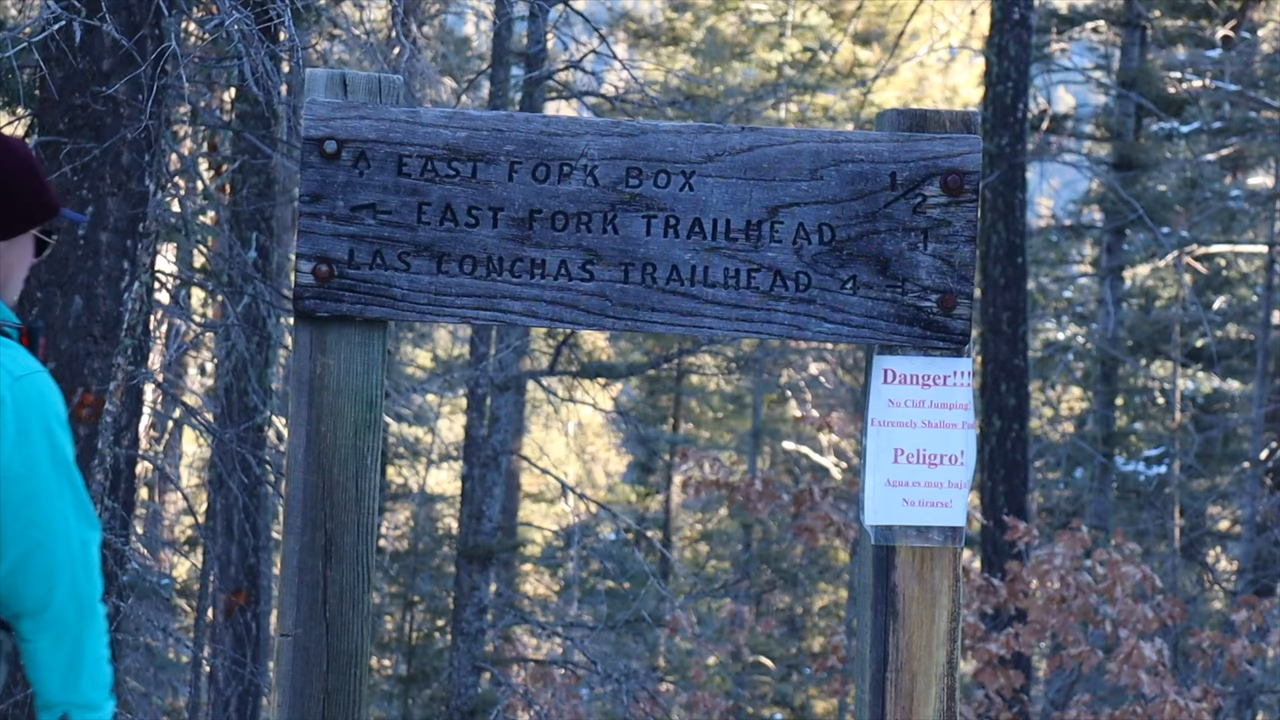 EAST FORK BOX 1/2
EAST FORK TRAILHEAD 1
LAS CONCHAS TRAILHEAD 4
Danger!!!
No Cliff Jumping!
Extremely Shallow
Peligro!
Agua es muy baja
No tirarse!